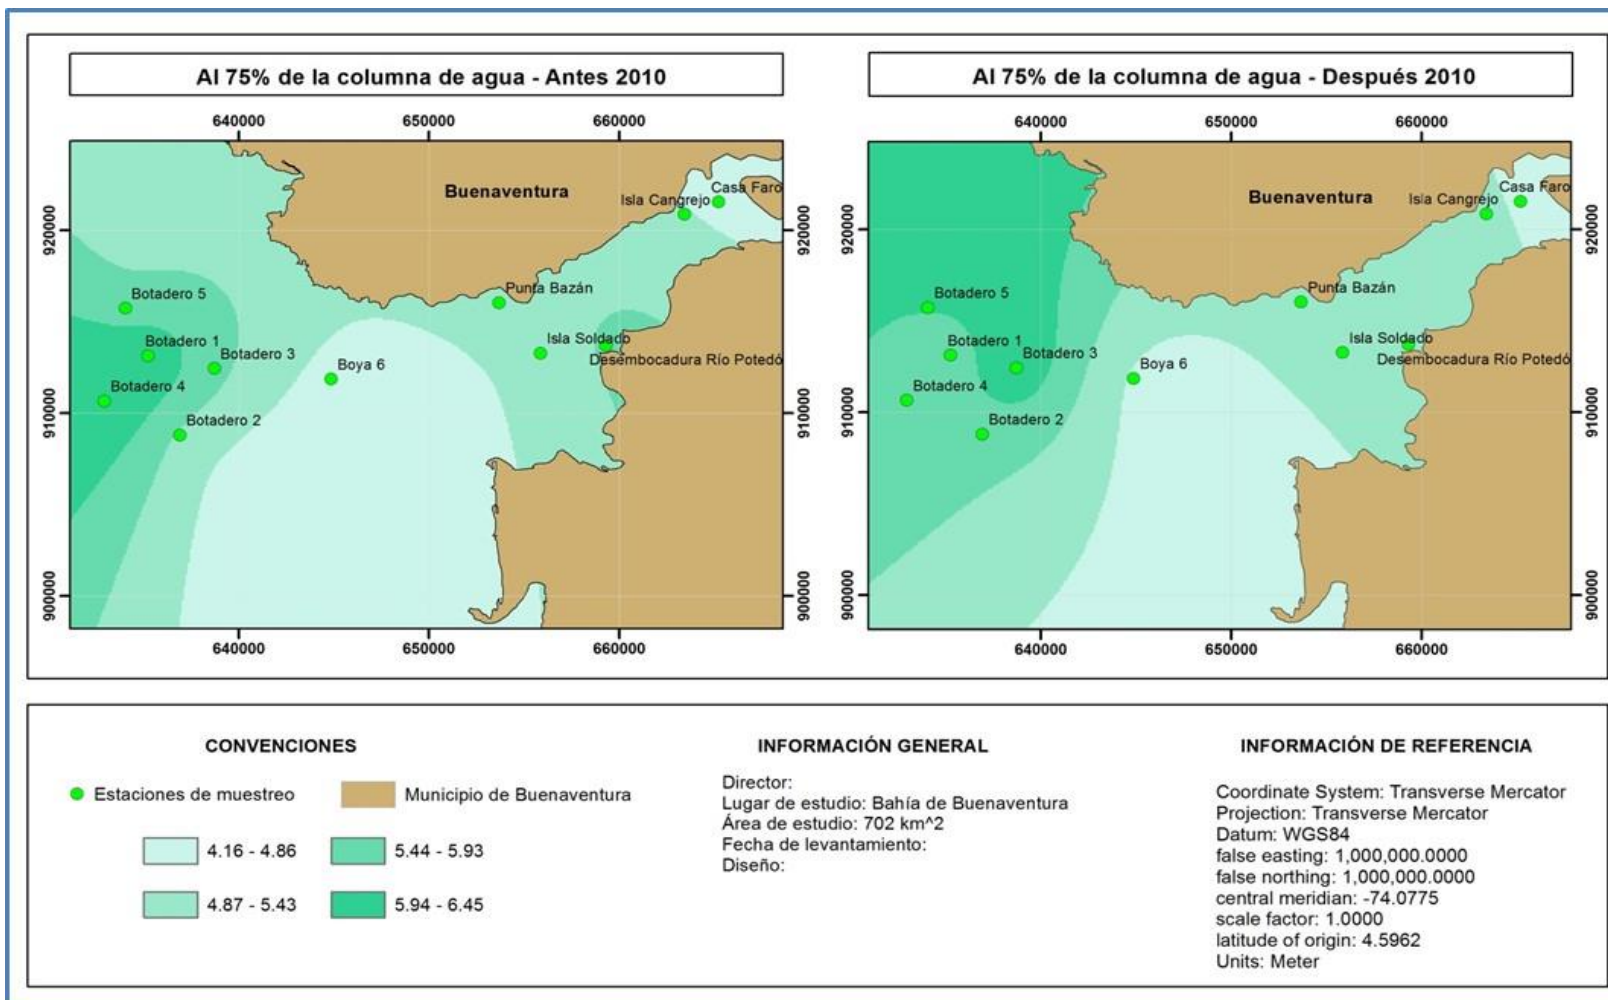 Al 75% de la columna de agua - Antes 2010
640000
650000
660000
920000
910000
900000
Buenaventura
Casa Faro
Isla Cangrejo
Punta Bazán
Botadero 5
Botadero 1
Botadero 3
Botadero 4
Botadero 2
Boya 6
Isla Soldado
Desembocadura Río Potedó
920000
910000
900000
640000
650000
660000
Al 75% de la columna de agua - Después 2010
640000
650000
660000
920000
910000
900000
Buenaventura
Casa Faro
Isla Cangrejo
Punta Bazán
Botadero 5
Botadero 1
Botadero 3
Botadero 4
Botadero 2
Boya 6
Isla Soldado
Desembocadura Río Potedó
920000
910000
900000
640000
650000
660000
CONVENCIONES
Estaciones de muestreo
Municipio de Buenaventura
4.16 - 4.86
5.44 - 5.93
4.87 - 5.43
5.94 - 6.45
INFORMACIÓN GENERAL
Director:
Lugar de estudio: Bahía de Buenaventura
Área de estudio: 702 km^2
Fecha de levantamiento:
Diseño:
INFORMACIÓN DE REFERENCIA
Coordinate System: Transverse Mercator
Projection: Transverse Mercator
Datum: WGS84
false easting: 1,000,000.0000
false northing: 1,000,000.0000
central meridian: -74.0775
scale factor: 1.0000
latitude of origin: 4.5962
Units: Meter